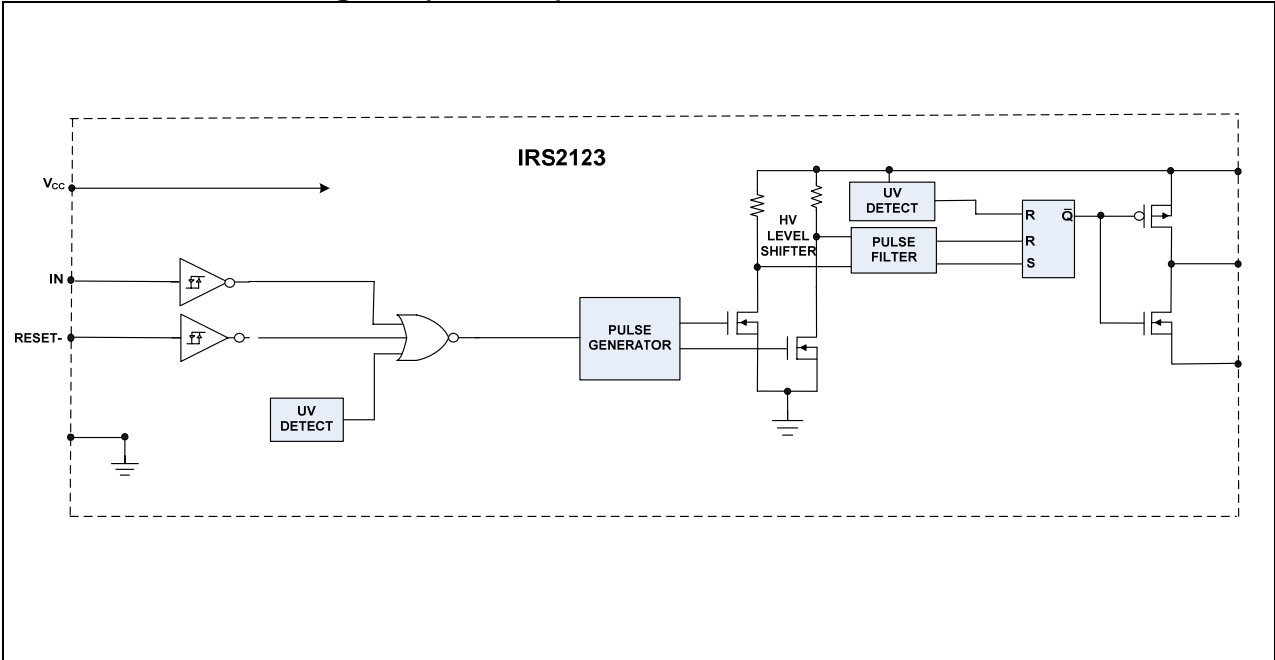 IRS2123
VCC
IN
RESET-
UV
DETECT
PULSE
GENERATOR
HV
LEVEL
SHIFTER
UV
DETECT
PULSE
FILTER
R
R
S
Q̅